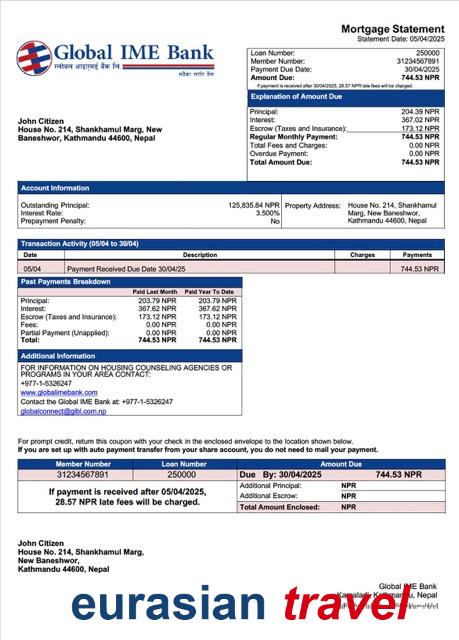 Mortgage Statement
Statement Date: 05/04/2025
Global IME Bank
ग्लोबल आइएमई बैंक लि.
Loan Number: 250000
Member Number: 31234567891
Payment Due Date: 30/04/2025
Amount Due: 744.53 NPR
If payment is received after 30/04/2025, 28.57 NPR late fees will be charged.
Explanation of Amount Due
Principal: 204.39 NPR
Interest: 367.02 NPR
Escrow (Taxes and Insurance): 173.12 NPR
Regular Monthly Payment: 744.53 NPR
Total Fees and Charges: 0.00 NPR
Overdue Payment: 0.00 NPR
Total Amount Due: 744.53 NPR
John Citizen
House No. 214, Shankhamul Marg, New
Baneshwor, Kathmandu 44600, Nepal
Account Information
Outstanding Principal: 125,835.84 NPR
Interest Rate: 3.500%
Prepayment Penalty: No
Property Address: House No. 214, Shankhamul
Marg, New Baneshwor,
Kathmandu 44600, Nepal
Transaction Activity (05/04 to 30/04)
Date Description Charges Payments
05/04 Payment Received Due Date 30/04/25 744.53 NPR
Past Payments Breakdown
Paid Last Month Paid Year To Date
Principal: 203.79 NPR 203.79 NPR
Interest: 367.62 NPR 367.62 NPR
Escrow (Taxes and Insurance): 173.12 NPR 173.12 NPR
Fees: 0.00 NPR 0.00 NPR
Partial Payment (Unapplied): 0.00 NPR 0.00 NPR
Total: 744.53 NPR 744.53 NPR
Additional Information
FOR INFORMATION ON HOUSING COUNSELING AGENCIES OR
PROGRAMS IN YOUR AREA CONTACT:
+977-1-5326247
www.globalimebank.com
Contact the Global IME Bank at: +977-1-5326247
globalconnect@gibl.com.np
For prompt credit, return this coupon with your check in the enclosed envelope to the location shown below.
If you are set up with auto payment transfer from your share account, you do not need to mail your payment.
Member Number Loan Number Amount Due
31234567891 250000 Due By: 30/04/2025 744.53 NPR
If payment is received after 05/04/2025,
28.57 NPR late fees will be charged.
Additional Principal: NPR
Additional Escrow: NPR
Total Amount Enclosed: NPR
John Citizen
House No. 214, Shankhamul Marg,
New Baneshwor,
Kathmandu 44600, Nepal
Global IME Bank
eurasian travel